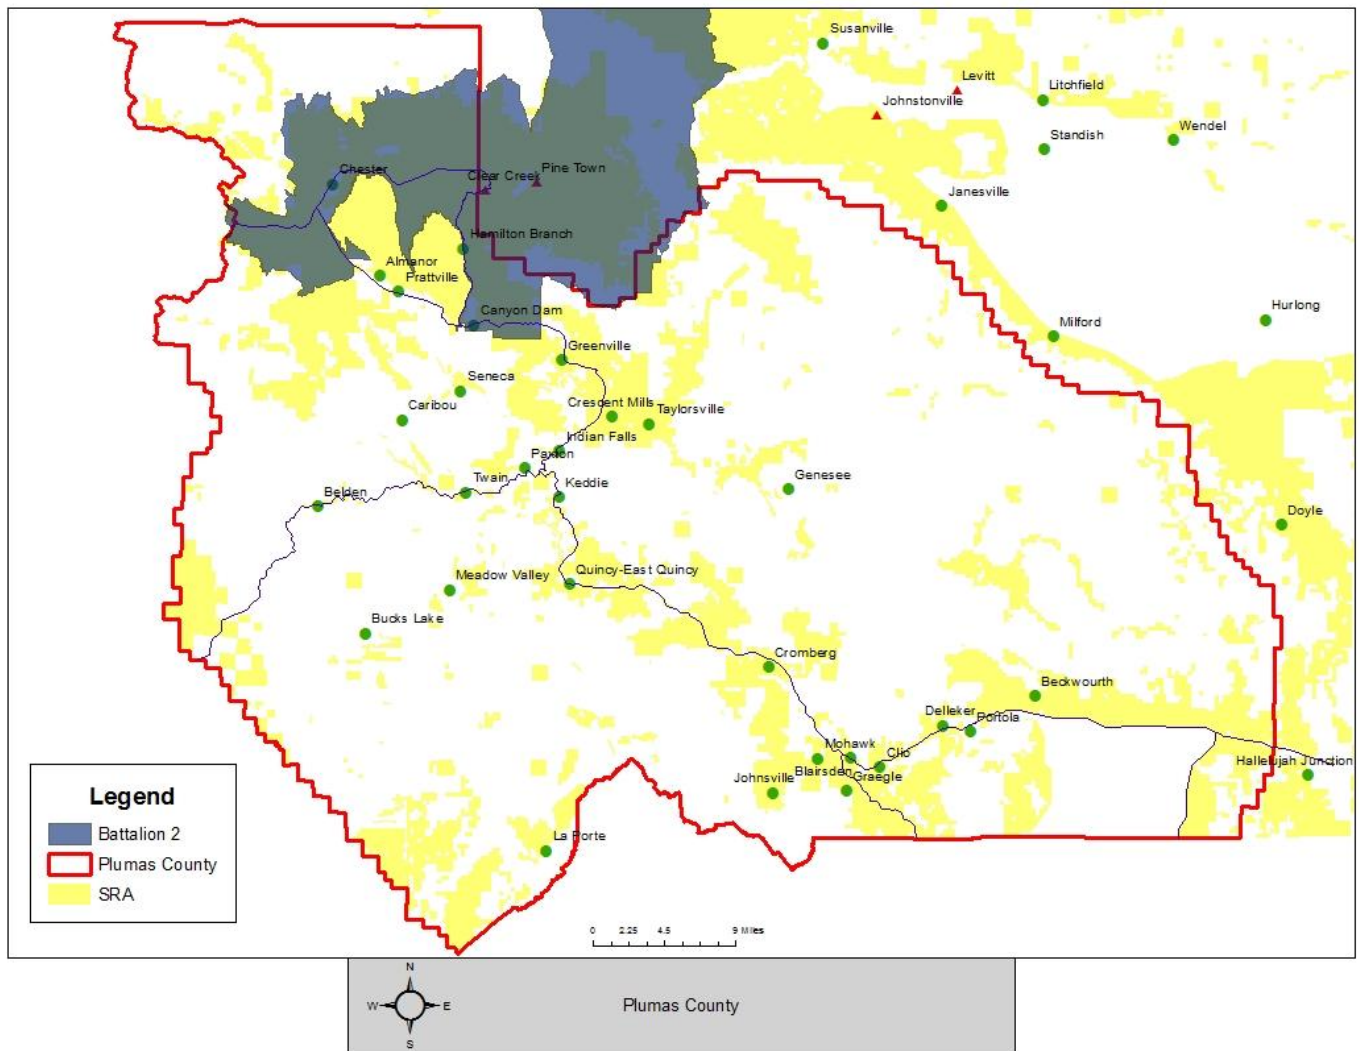 Susanville
Levitt
Litchfield
Johnstonville
Wendel
Standish
Chester
Clear Creek
Pine Town
Janesville
Hamilton Branch
Almanor
Prattville
Canyon Dam
Hurlong
Milford
Greenville
Seneca
Caribou
Crescent Mills
Taylorsville
Indian Falls
Paxton
Twain
Keddie
Genesee
Belden
Doyle
Quincy-East Quincy
Meadow Valley
Bucks Lake
Cromberg
Beckwourth
Delleker
Portola
Mohawk
Clio
Blairsden
Graegle
Johnsville
Hallelujah Junction
La Porte
Legend
Battalion 2
Plumas County
SRA
0 2.25 4.5 9 Miles
N
W E
S
Plumas County